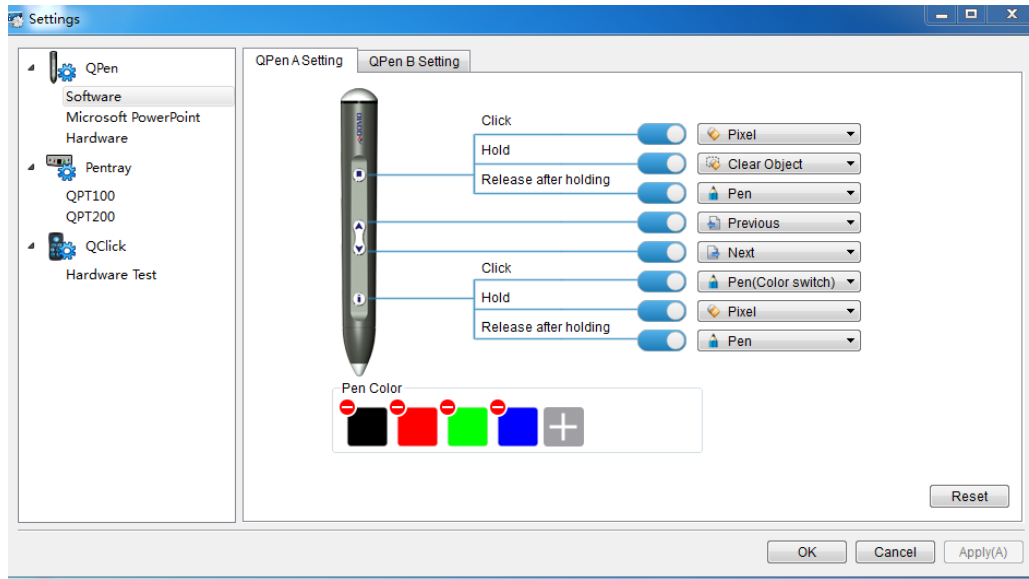 Settings
QPen
Software
Microsoft PowerPoint
Hardware
Pentray
QPT100
QPT200
QClick
Hardware Test
QPen A Setting
QPen B Setting
Click
Pixel
Hold
Clear Object
Release after holding
Pen
Previous
Next
Click
Pen(Color switch)
Hold
Pixel
Release after holding
Pen
Pen Color
Reset
OK
Cancel
Apply(A)